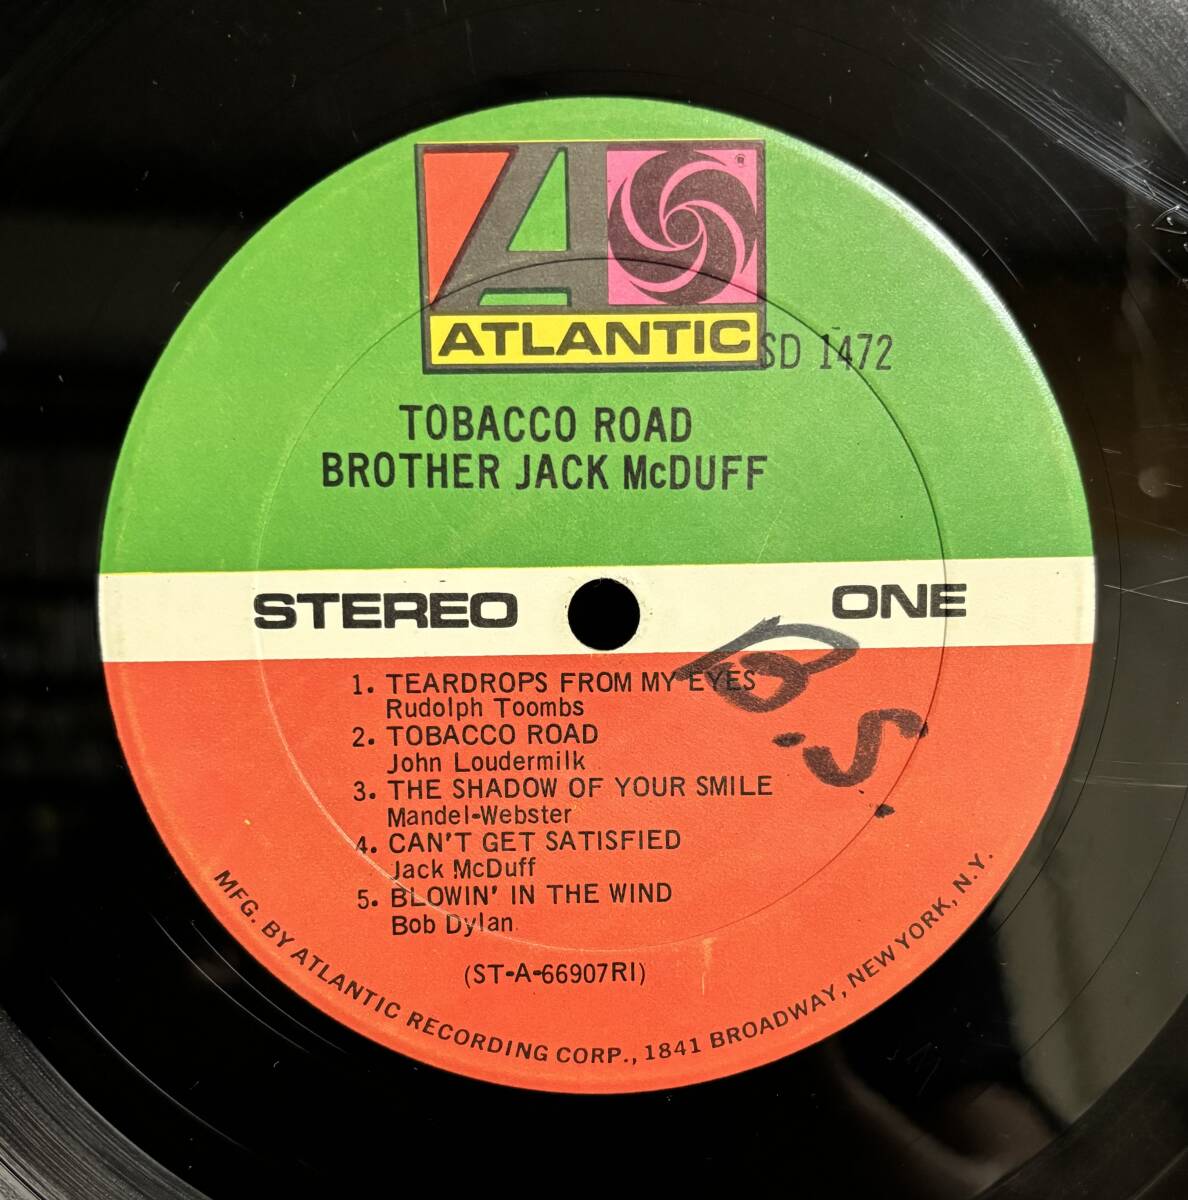 ATLANTIC
®
SD 1472
TOBACCO ROAD
BROTHER JACK McDUFF
STEREO
ONE
1. TEARDROPS FROM MY EYES
Rudolph Toombs
2. TOBACCO ROAD
John Loudermilk
3. THE SHADOW OF YOUR SMILE
Mandel-Webster
4. CAN'T GET SATISFIED
Jack McDuff
5. BLOWIN' IN THE WIND
Bob Dylan
(ST-A-66907RI)
MFG. BY ATLANTIC RECORDING CORP., 1841 BROADWAY, NEW YORK, N.Y.